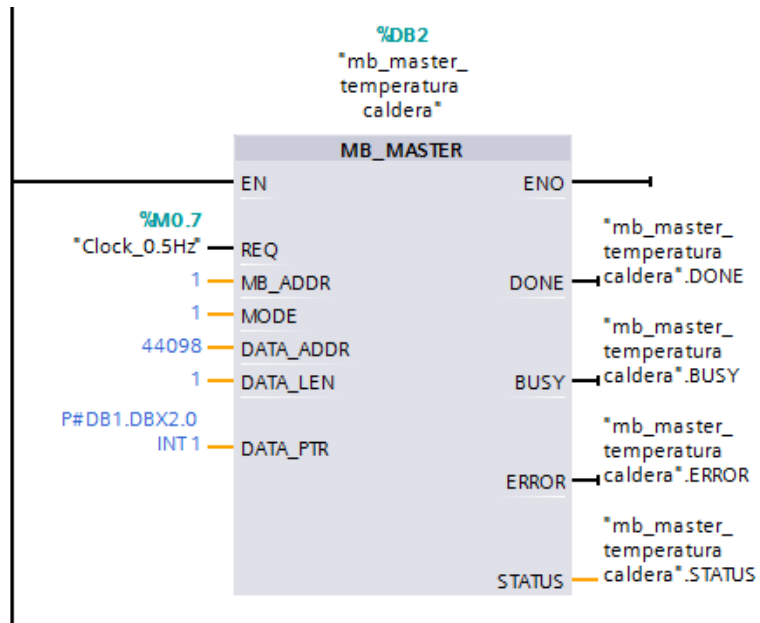 %DB2
"mb_master_
temperatura
caldera"
MB_MASTER
EN
ENO
%M0.7
"Clock_0.5Hz"
REQ
"mb_master_
temperatura
caldera".DONE
1
MB_ADDR
DONE
1
MODE
44098
DATA_ADDR
"mb_master_
temperatura
caldera".BUSY
1
DATA_LEN
BUSY
P#DB1.DBX2.0
INT 1
DATA_PTR
"mb_master_
temperatura
caldera".ERROR
ERROR
"mb_master_
temperatura
caldera".STATUS
STATUS